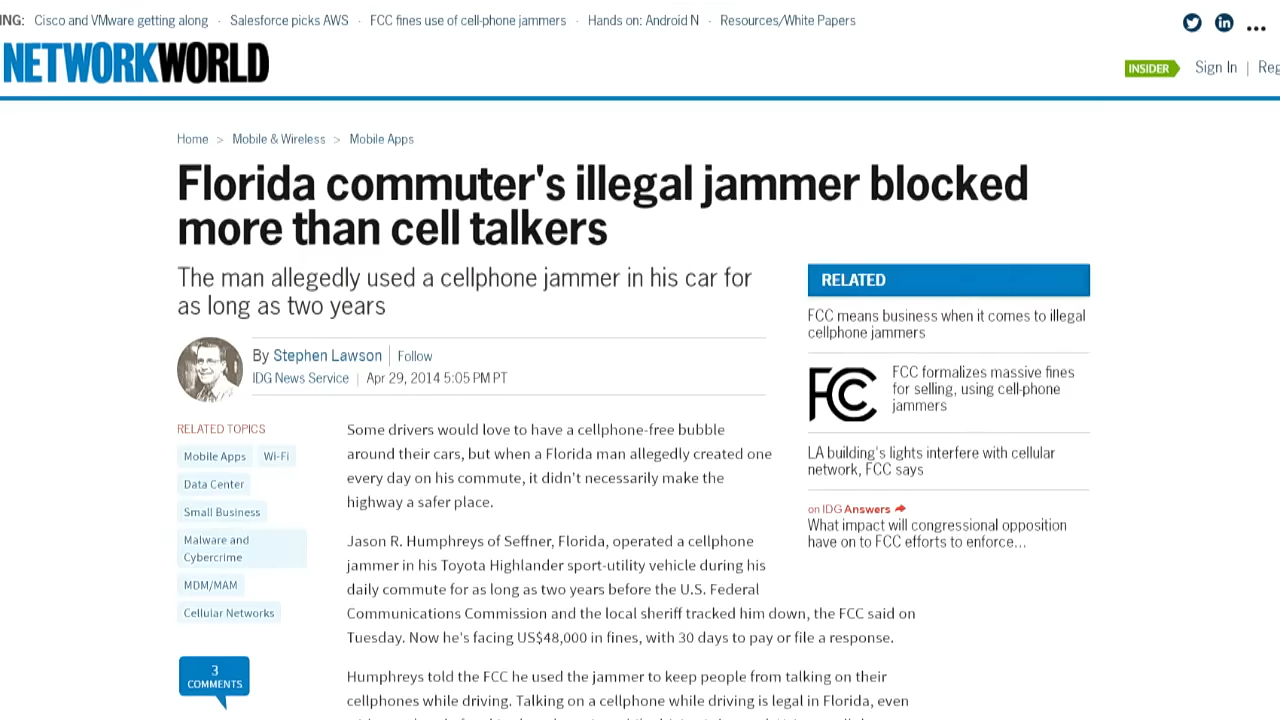 NG: Cisco and VMware getting along · Salesforce picks AWS · FCC fines use of cell-phone jammers · Hands on: Android N · Resources/White Papers
NETWORKWORLD
INSIDER Sign In | Reg
Home > Mobile & Wireless > Mobile Apps
Florida commuter's illegal jammer blocked
more than cell talkers
The man allegedly used a cellphone jammer in his car for
as long as two years
By Stephen Lawson | Follow
IDG News Service | Apr 29, 2014 5:05 PM PT
RELATED TOPICS
Mobile Apps Wi-Fi
Data Center
Small Business
Malware and
Cybercrime
MDM/MAM
Cellular Networks
3
COMMENTS
Some drivers would love to have a cellphone-free bubble
around their cars, but when a Florida man allegedly created one
every day on his commute, it didn't necessarily make the
highway a safer place.
Jason R. Humphreys of Seffner, Florida, operated a cellphone
jammer in his Toyota Highlander sport-utility vehicle during his
daily commute for as long as two years before the U.S. Federal
Communications Commission and the local sheriff tracked him down, the FCC said on
Tuesday. Now he's facing US$48,000 in fines, with 30 days to pay or file a response.
Humphreys told the FCC he used the jammer to keep people from talking on their
cellphones while driving. Talking on a cellphone while driving is legal in Florida, even
RELATED
FCC means business when it comes to illegal
cellphone jammers
FCC
FCC formalizes massive fines
for selling, using cell-phone
jammers
LA building's lights interfere with cellular
network, FCC says
on IDG Answers
What impact will congressional opposition
have on to FCC efforts to enforce...